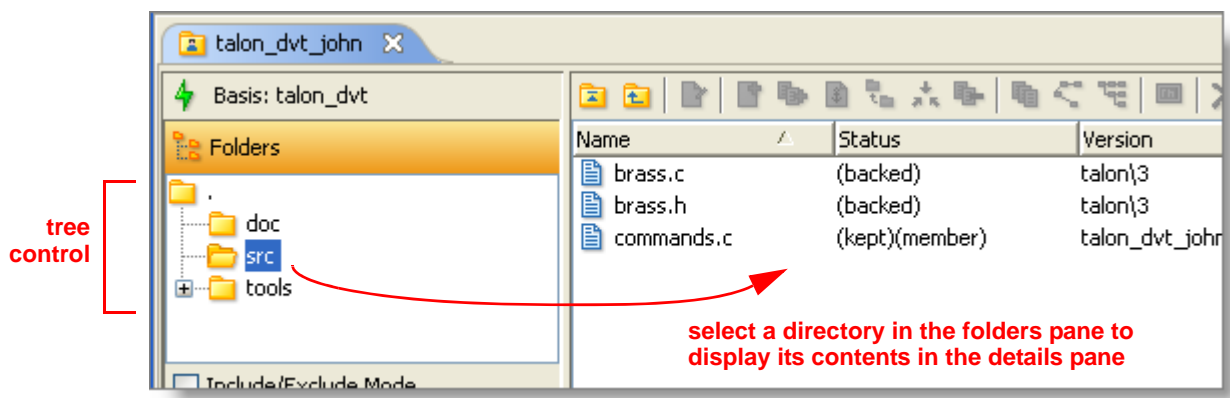 talon_dvt_john
Basis: talon_dvt
Folders
Name Status Version
brass.c (backed) talon\3
brass.h (backed) talon\3
commands.c (kept)(member) talon_dvt_john
.
doc
src
tools
tree
control
select a directory in the folders pane to
display its contents in the details pane
Include/Exclude Mode